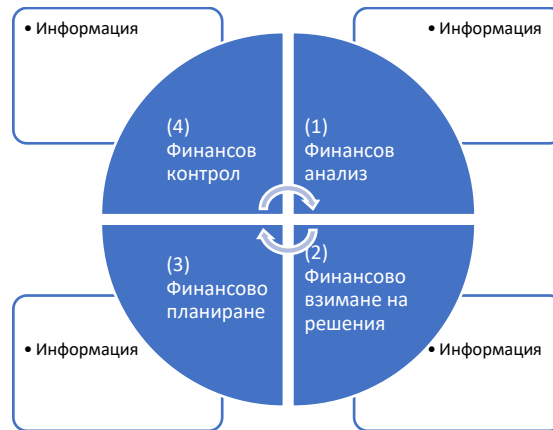 • Информация
• Информация
(4)
Финансов
контрол
(1)
Финансов
анализ
(3)
Финансово
планиране
(2)
Финансово
взимане на
решения
• Информация
• Информация